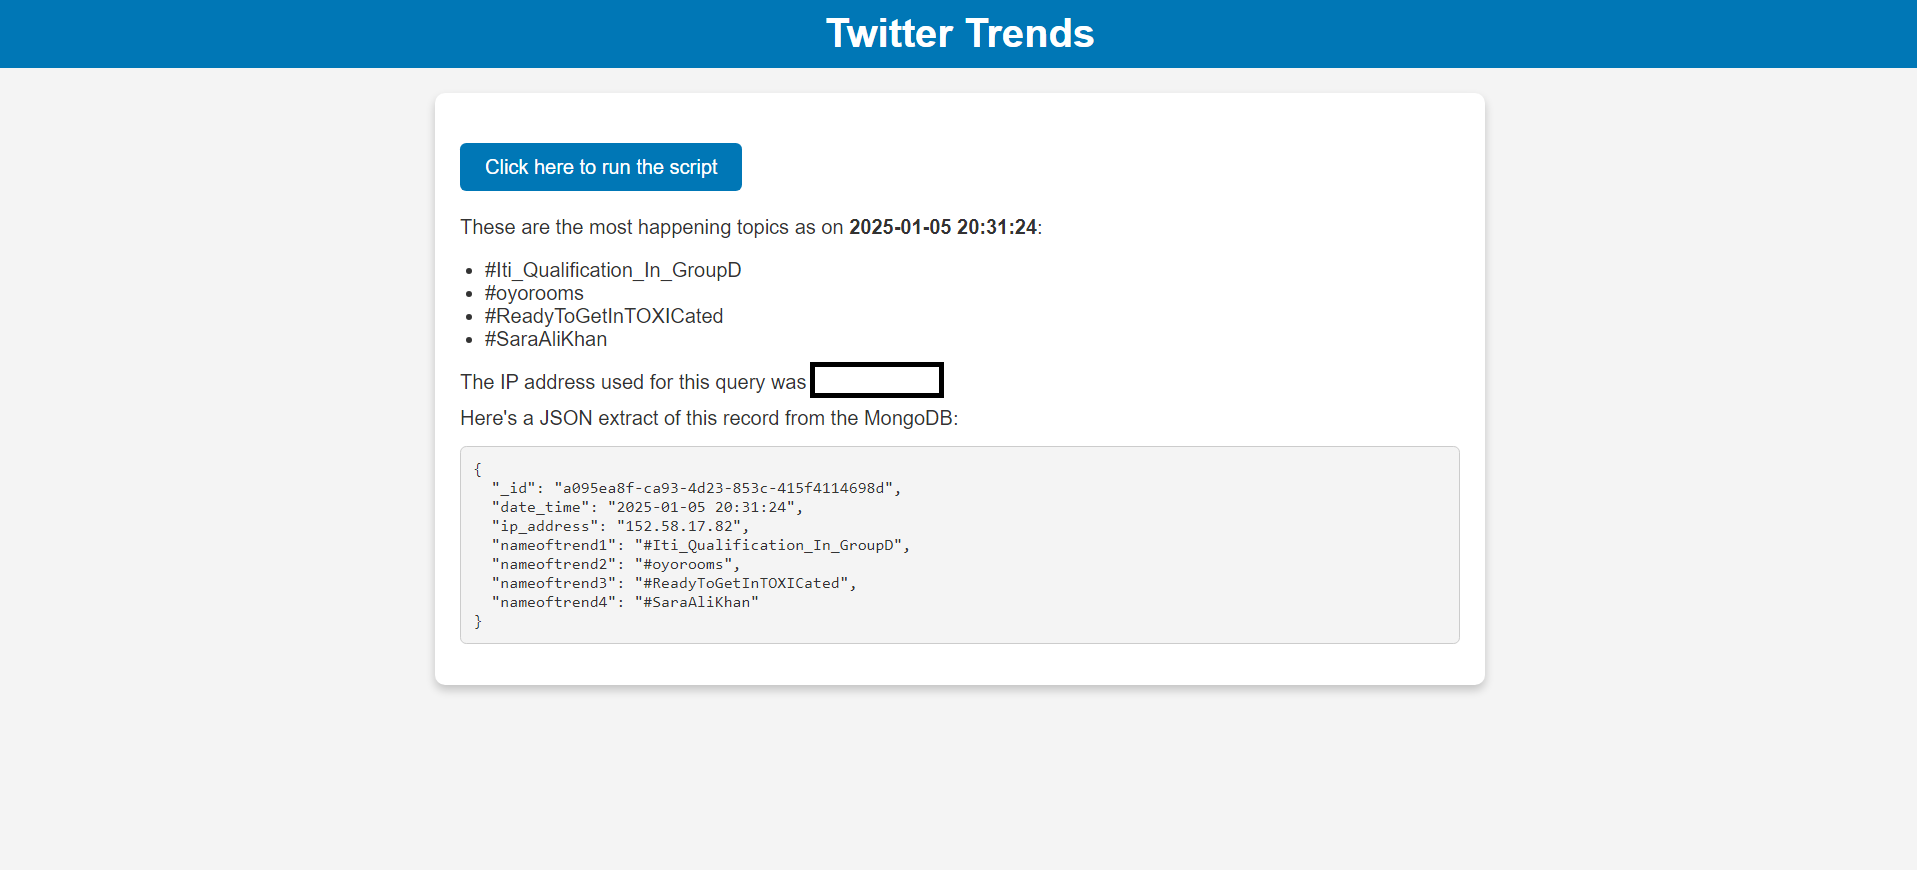 Twitter Trends
Click here to run the script
These are the most happening topics as on 2025-01-05 20:31:24:
• #Iti_Qualification_In_GroupD
• #oyorooms
• #ReadyToGetInTOXICated
• #SaraAliKhan
The IP address used for this query was
Here's a JSON extract of this record from the MongoDB:
{
  "_id": "a095ea8f-ca93-4d23-853c-415f4114698d",
  "date_time": "2025-01-05 20:31:24",
  "ip_address": "152.58.17.82",
  "nameoftrend1": "#Iti_Qualification_In_GroupD",
  "nameoftrend2": "#oyorooms",
  "nameoftrend3": "#ReadyToGetInTOXICated",
  "nameoftrend4": "#SaraAliKhan"
}